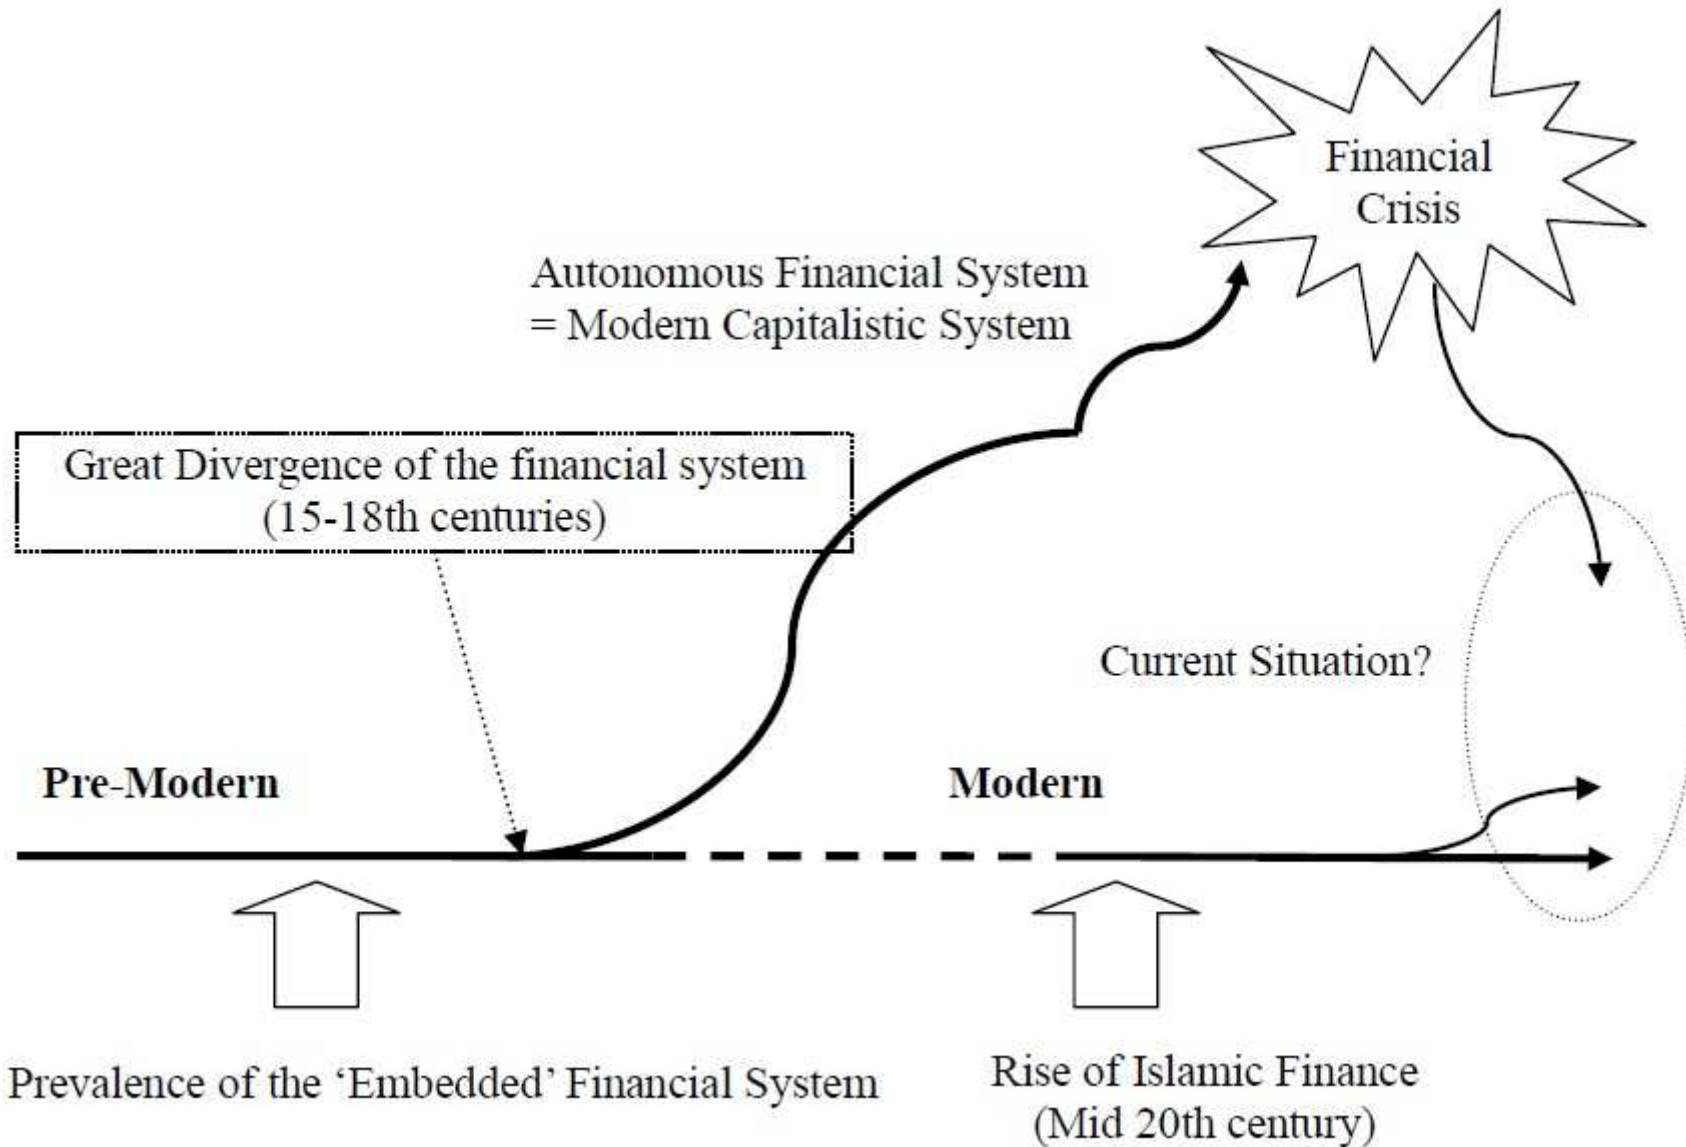 Financial
Crisis
Autonomous Financial System
= Modern Capitalistic System
Great Divergence of the financial system
(15-18th centuries)
Current Situation?
Pre-Modern
Modern
Prevalence of the ‘Embedded’ Financial System
Rise of Islamic Finance
(Mid 20th century)